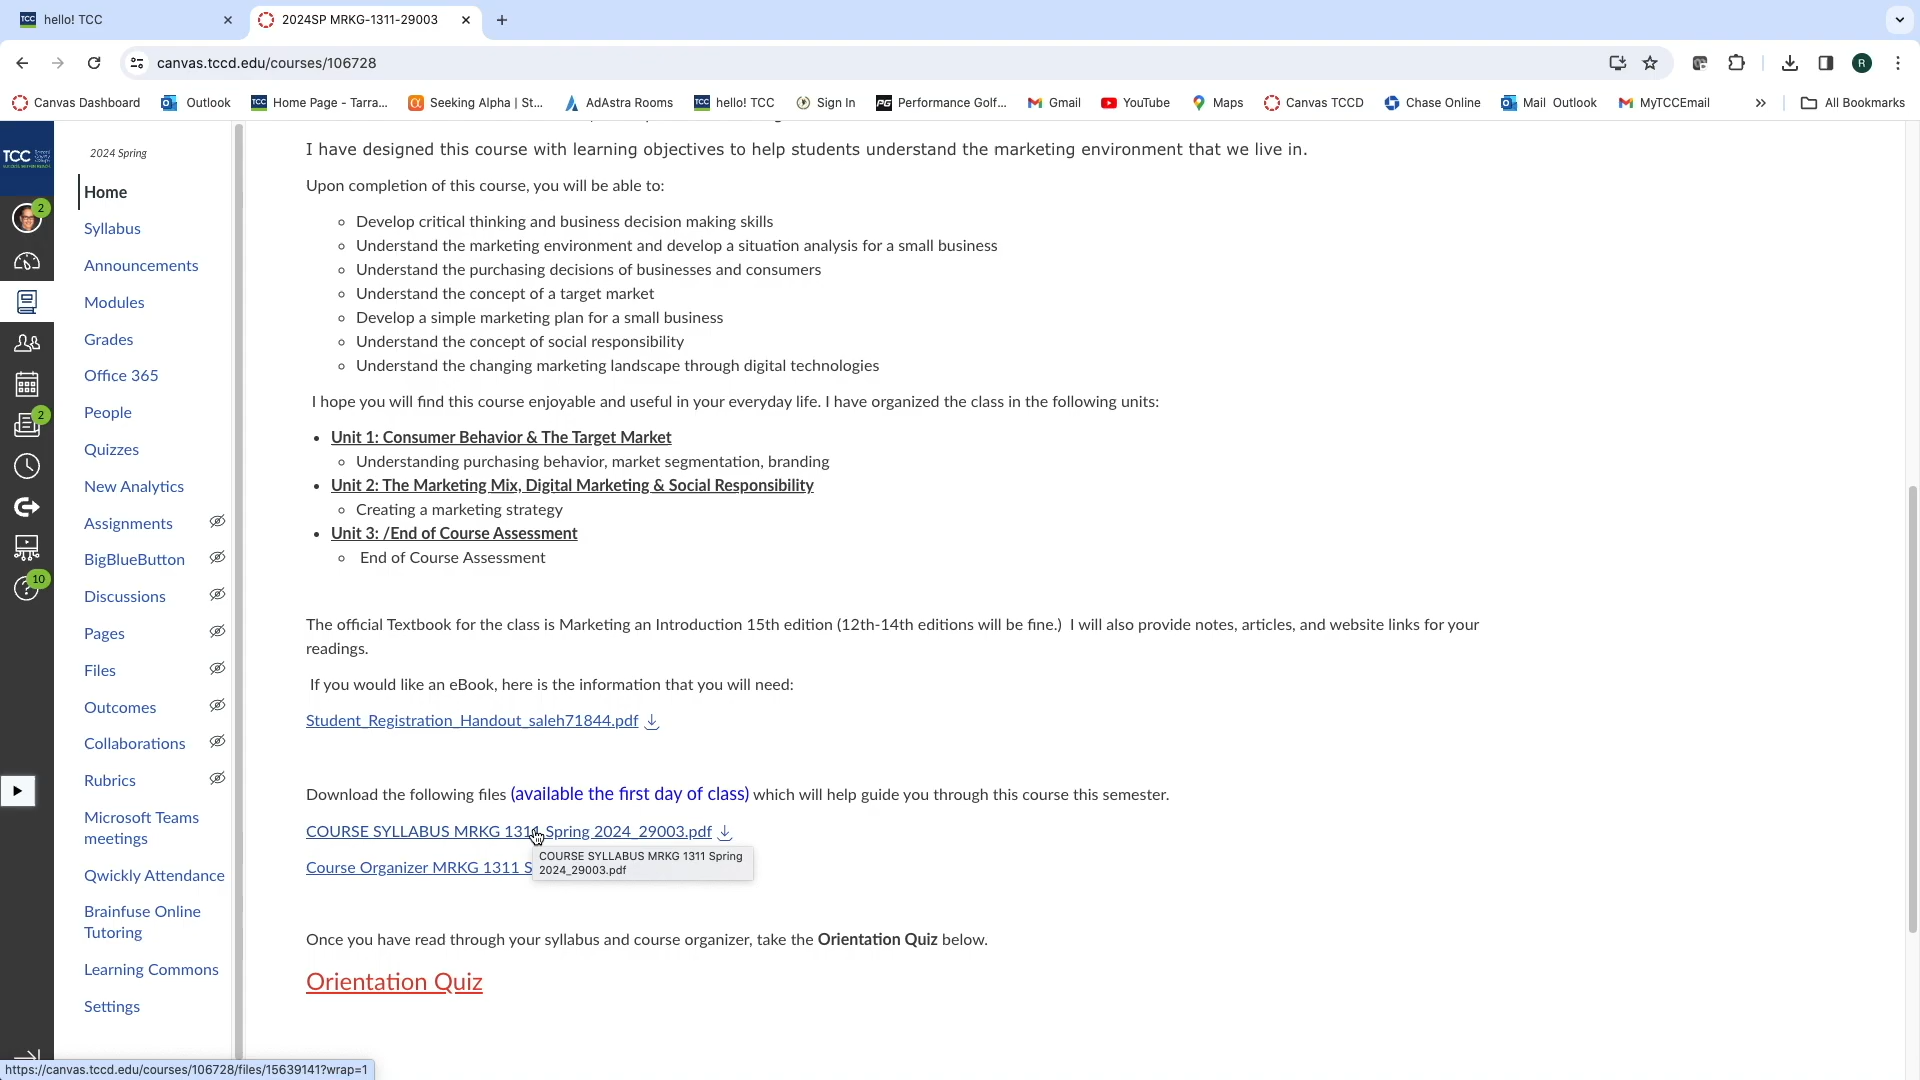 hello! TCC
2024SP MRKG-1311-29003
canvas.tccd.edu/courses/106728
R
Canvas Dashboard
Outlook
Home Page - Tarra...
Seeking Alpha | St...
AdAstra Rooms
hello! TCC
Sign In
Performance Golf...
Gmail
YouTube
Maps
Canvas TCCD
Chase Online
Mail Outlook
MyTCCEmail
All Bookmarks
TCC
2
2
10
2024 Spring
Home
Syllabus
Announcements
Modules
Grades
Office 365
People
Quizzes
New Analytics
Assignments
BigBlueButton
Discussions
Pages
Files
Outcomes
Collaborations
Rubrics
Microsoft Teams
meetings
Qwickly Attendance
Brainfuse Online
Tutoring
Learning Commons
Settings
I have designed this course with learning objectives to help students understand the marketing environment that we live in.
Upon completion of this course, you will be able to:
Develop critical thinking and business decision making skills
Understand the marketing environment and develop a situation analysis for a small business
Understand the purchasing decisions of businesses and consumers
Understand the concept of a target market
Develop a simple marketing plan for a small business
Understand the concept of social responsibility
Understand the changing marketing landscape through digital technologies
I hope you will find this course enjoyable and useful in your everyday life. I have organized the class in the following units:
Unit 1: Consumer Behavior & The Target Market
Understanding purchasing behavior, market segmentation, branding
Unit 2: The Marketing Mix, Digital Marketing & Social Responsibility
Creating a marketing strategy
Unit 3: /End of Course Assessment
End of Course Assessment
The official Textbook for the class is Marketing an Introduction 15th edition (12th-14th editions will be fine.) I will also provide notes, articles, and website links for your
readings.
If you would like an eBook, here is the information that you will need:
Student_Registration_Handout_saleh71844.pdf
Download the following files (available the first day of class) which will help guide you through this course this semester.
COURSE SYLLABUS MRKG 1311 Spring 2024_29003.pdf
COURSE SYLLABUS MRKG 1311 Spring
2024_29003.pdf
Course Organizer MRKG 1311 S
Once you have read through your syllabus and course organizer, take the Orientation Quiz below.
Orientation Quiz
https://canvas.tccd.edu/courses/106728/files/15639141?wrap=1